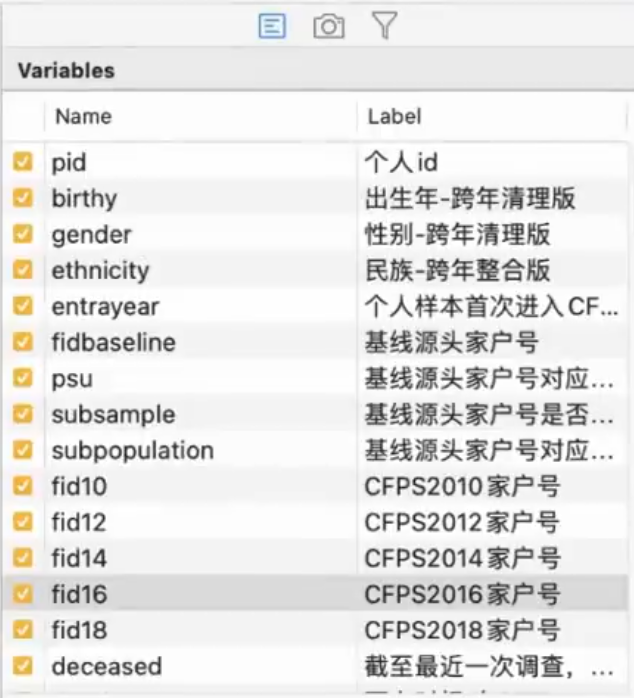 Variables
Name Label
pid 个人id
birthy 出生年-跨年清理版
gender 性别-跨年清理版
ethnicity 民族-跨年整合版
entrayear 个人样本首次进入CF...
fidbaseline 基线源头家户号
psu 基线源头家户号对应...
subsample 基线源头家户号是否...
subpopulation 基线源头家户号对应...
fid10 CFPS2010家户号
fid12 CFPS2012家户号
fid14 CFPS2014家户号
fid16 CFPS2016家户号
fid18 CFPS2018家户号
deceased 截至最近一次调查，...